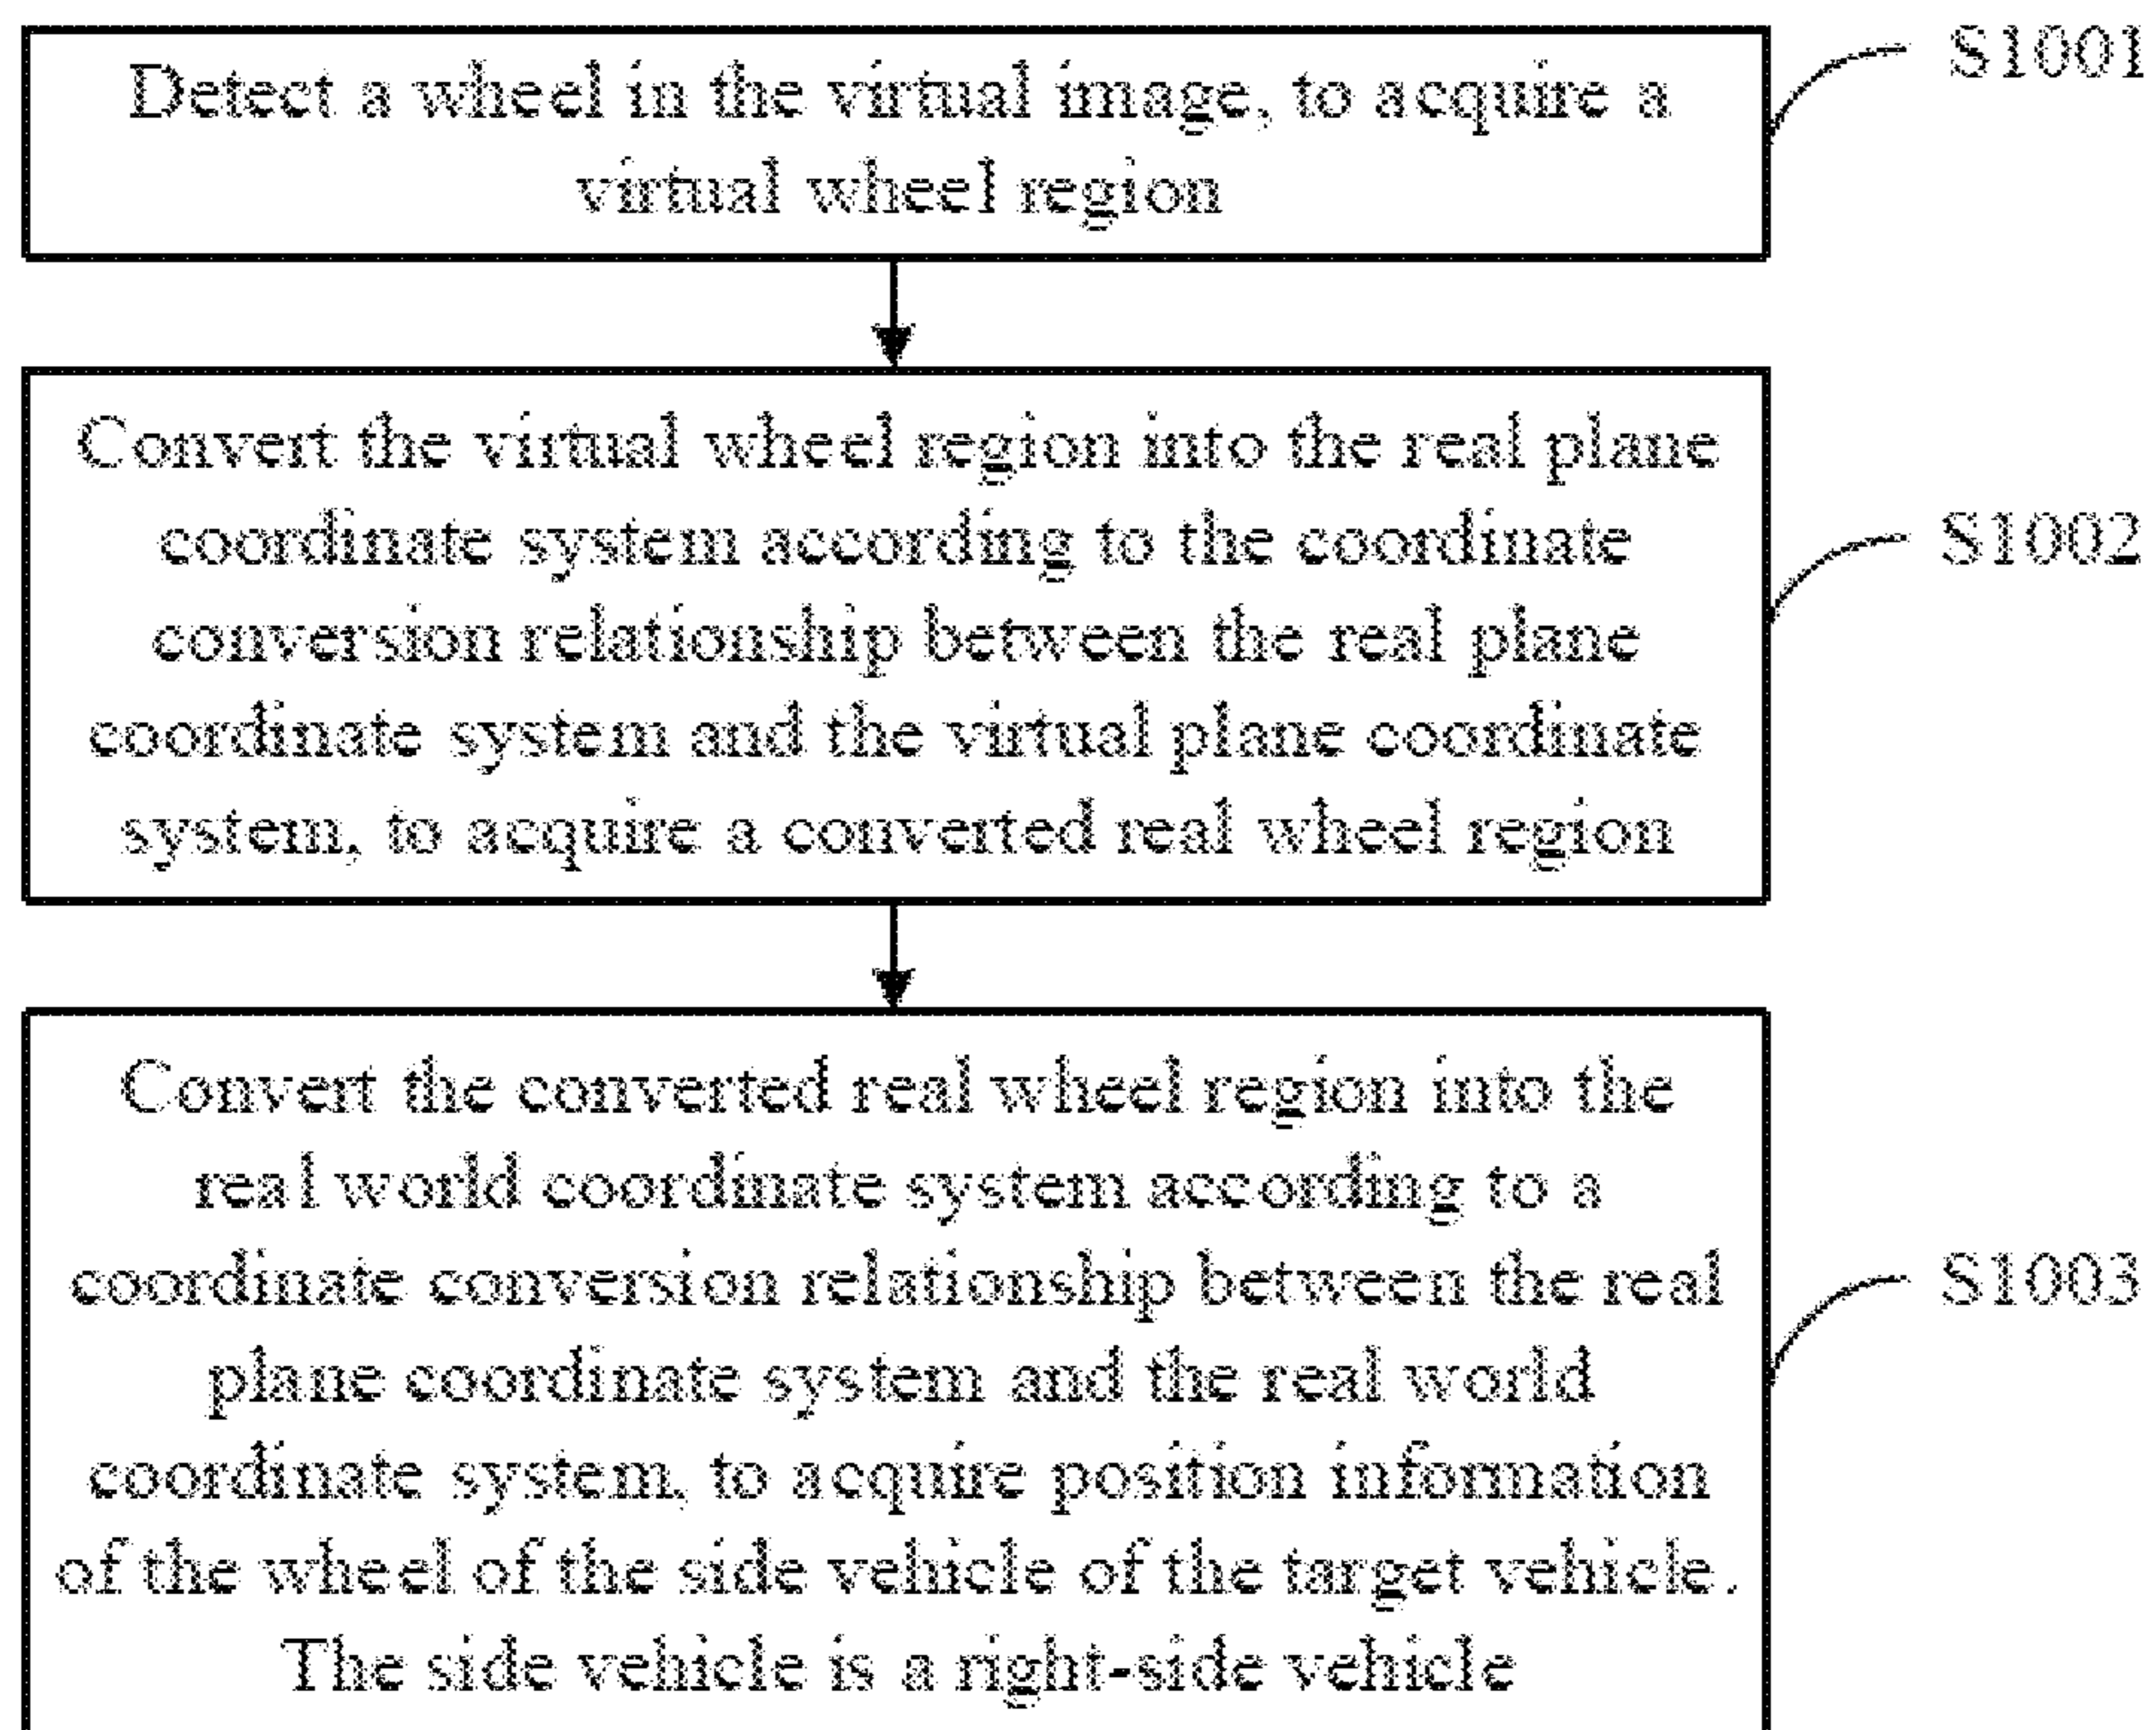 Detect a wheel in the virtual image, to acquire a
virtual wheel region
S1001
Convert the virtual wheel region into the real plane
coordinate system according to the coordinate
conversion relationship between the real plane
coordinate system and the virtual plane coordinate
system, to acquire a converted real wheel region
S1002
Convert the converted real wheel region into the
real world coordinate system according to a
coordinate conversion relationship between the real
plane coordinate system and the real world
coordinate system, to acquire position information
of the wheel of the side vehicle of the target vehicle.
The side vehicle is a right-side vehicle
S1003